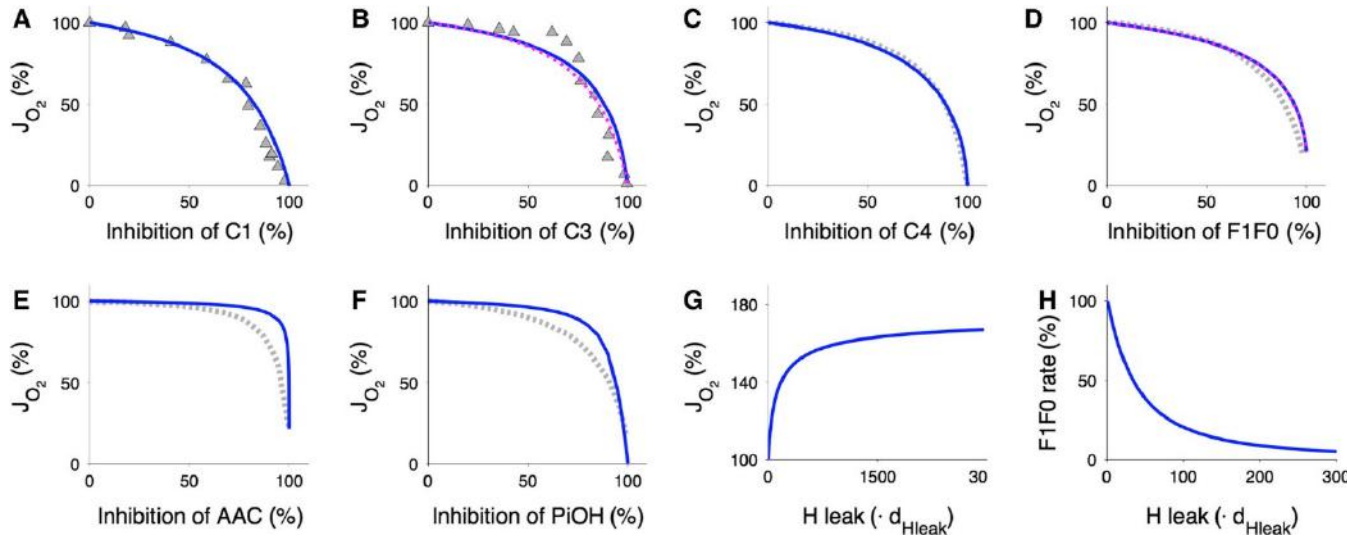 A
100
50
0
J O₂ (%)
0 50 100
Inhibition of C1 (%)
B
100
50
0
J O₂ (%)
0 50 100
Inhibition of C3 (%)
C
100
50
0
J O₂ (%)
0 50 100
Inhibition of C4 (%)
D
100
50
0
J O₂ (%)
0 50 100
Inhibition of F1F0 (%)
E
100
50
0
J O₂ (%)
0 50 100
Inhibition of AAC (%)
F
100
50
0
J O₂ (%)
0 50 100
Inhibition of PiOH (%)
G
180
140
100
J O₂ (%)
0 1500 30
H leak (· d Hleak)
H
100
50
0
F1F0 rate (%)
0 100 200 300
H leak (· d Hleak)